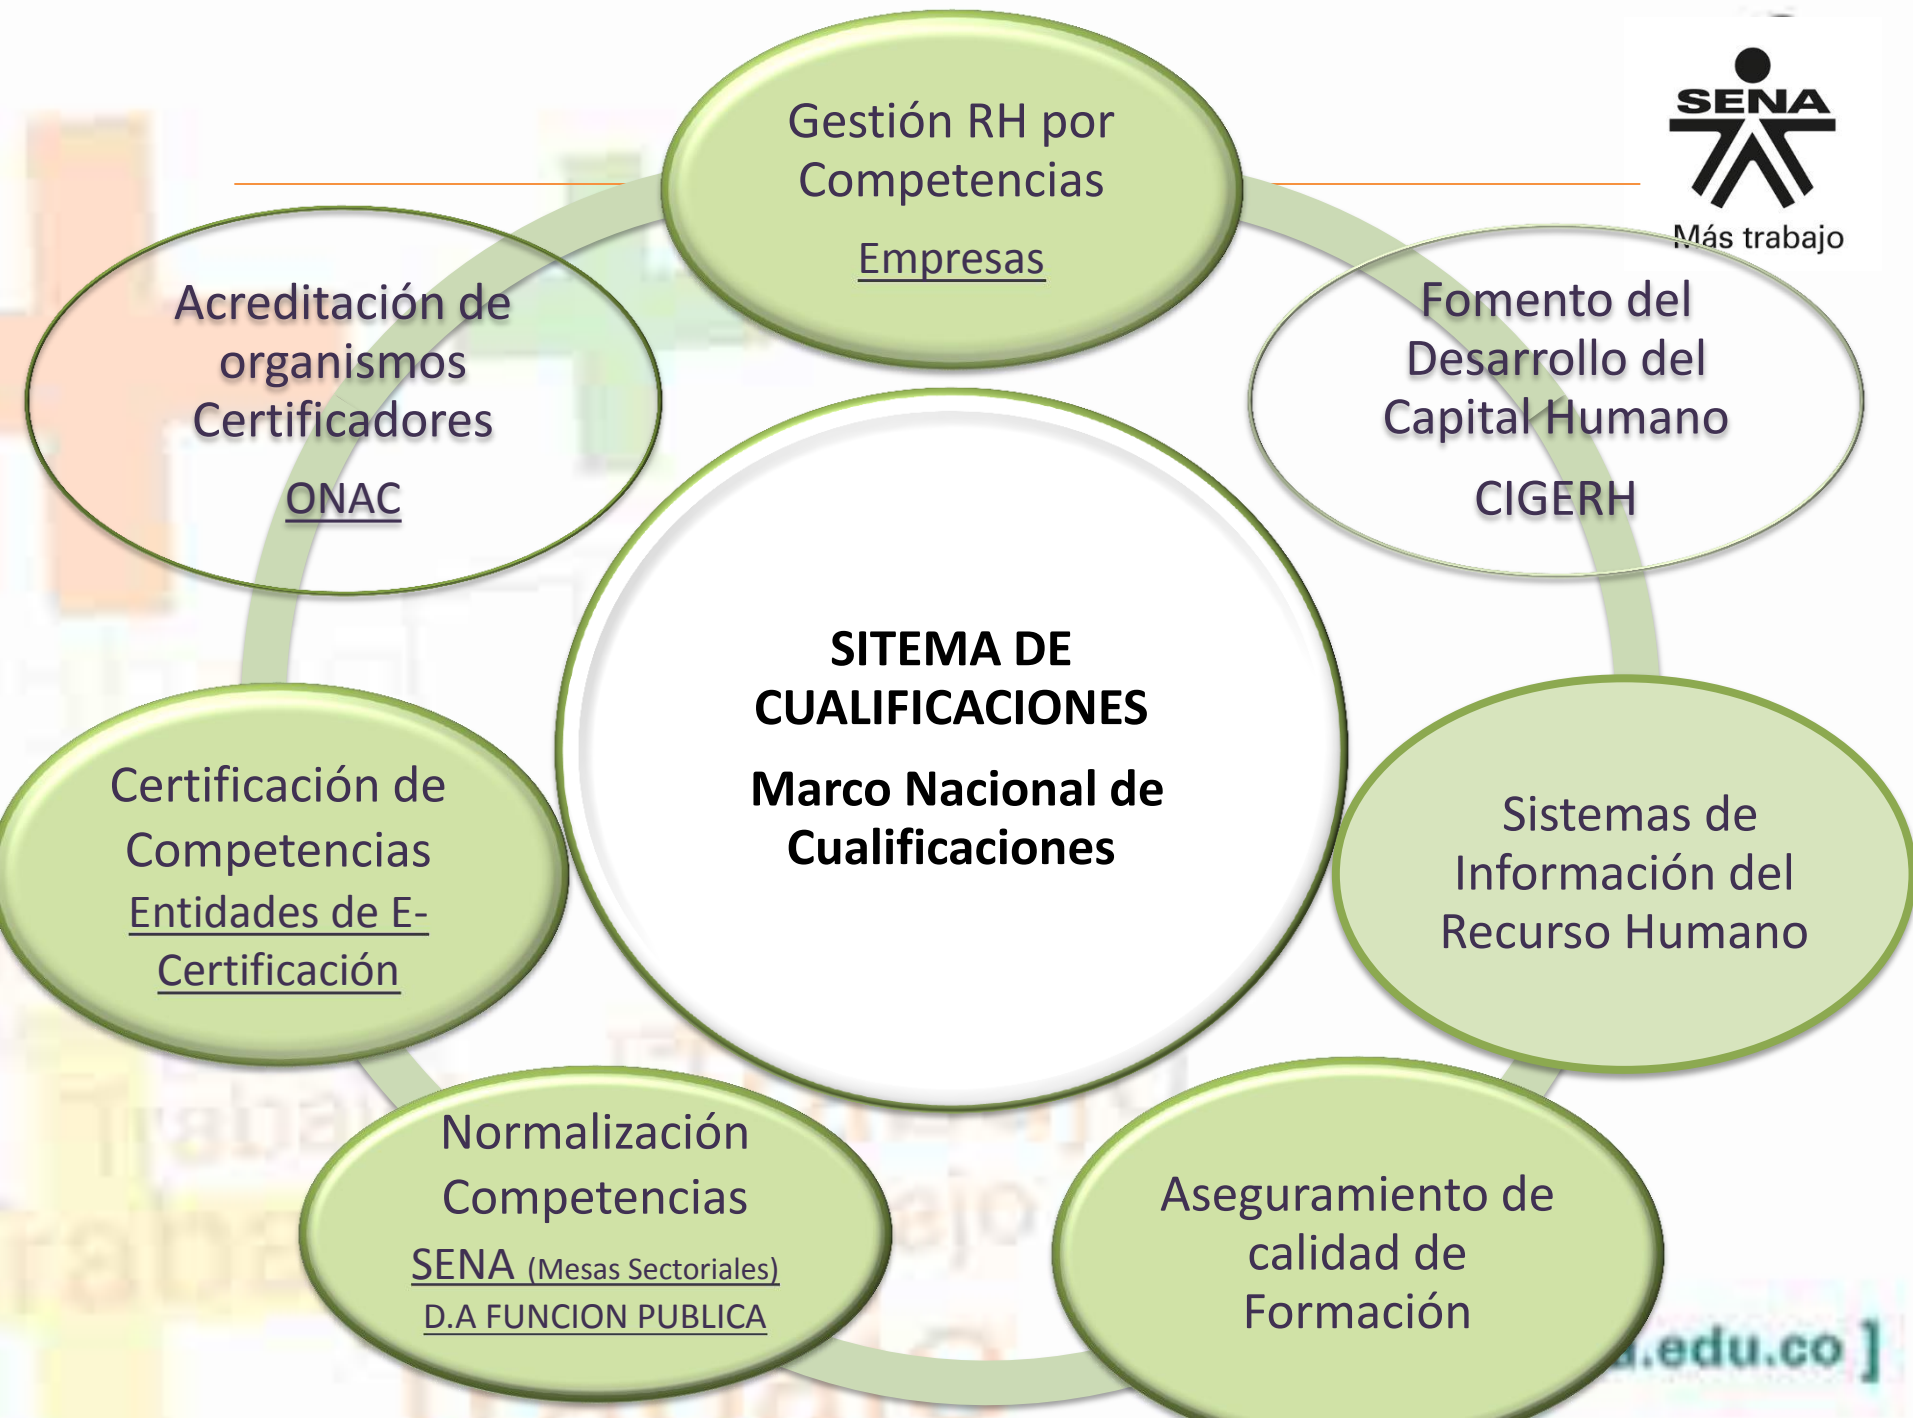 Gestión RH por
Competencias
Empresas
SENA
Más trabajo
Fomento del
Desarrollo del
Capital Humano
CIGERH
Sistemas de
Información del
Recurso Humano
Aseguramiento de
calidad de
Formación
Normalización
Competencias
SENA (Mesas Sectoriales)
D.A FUNCION PUBLICA
Certificación de
Competencias
Entidades de E-
Certificación
Acreditación de
organismos
Certificadores
ONAC
SITEMA DE
CUALIFICACIONES
Marco Nacional de
Cualificaciones
.edu.co ]